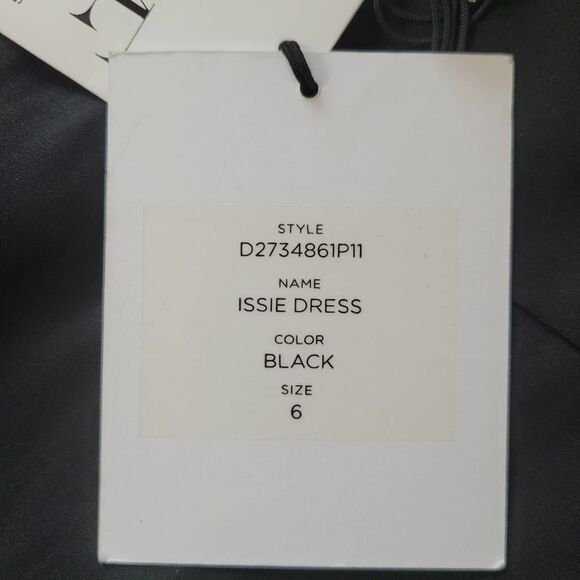 STYLE
D2734861P11
NAME
ISSIE DRESS
COLOR
BLACK
SIZE
6